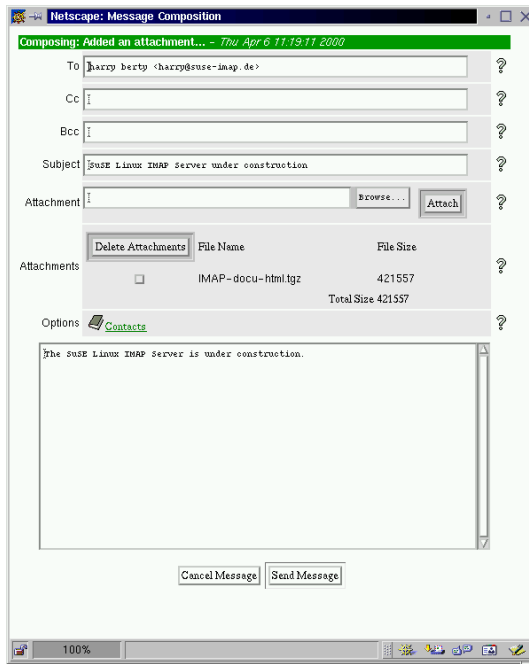 Netscape: Message Composition
Composing: Added an attachment... - Thu Apr 6 11:19:11 2000
To harry berty <harry@suse-imap.de>
Cc
Bcc
Subject SuSE Linux IMAP Server under construction
Attachment Browse... Attach
Delete Attachments File Name File Size
Attachments
IMAP-docu-html.tgz 421557
Total Size 421557
Options Contacts
The SuSE Linux IMAP Server is under construction.
Cancel Message Send Message
100%